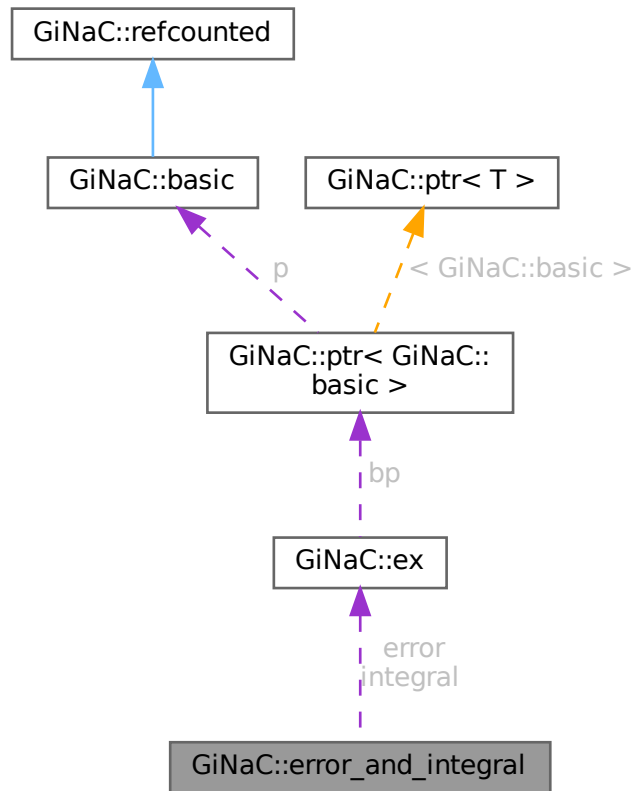 GiNaC::refcounted
GiNaC::basic
GiNaC::ptr< T >
p
< GiNaC::basic >
GiNaC::ptr< GiNaC::
basic >
bp
GiNaC::ex
error
integral
GiNaC::error_and_integral